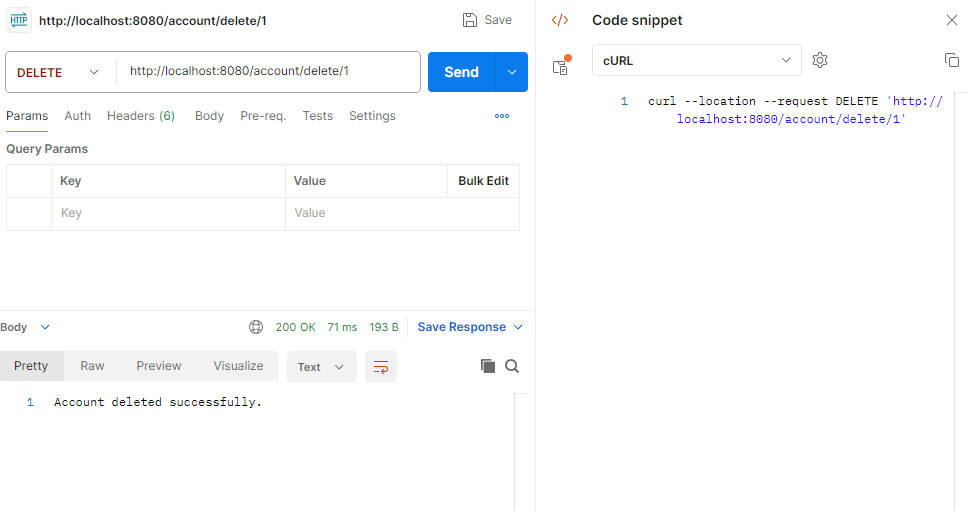 HTTP http://localhost:8080/account/delete/1
Save
DELETE http://localhost:8080/account/delete/1 Send
Params Auth Headers (6) Body Pre-req. Tests Settings
Query Params
Key Value Bulk Edit
Key Value
Body 200 OK 71 ms 193 B Save Response
Pretty Raw Preview Visualize Text
1 Account deleted successfully.
</> Code snippet
cURL
1 curl --location --request DELETE 'http://
localhost:8080/account/delete/1'